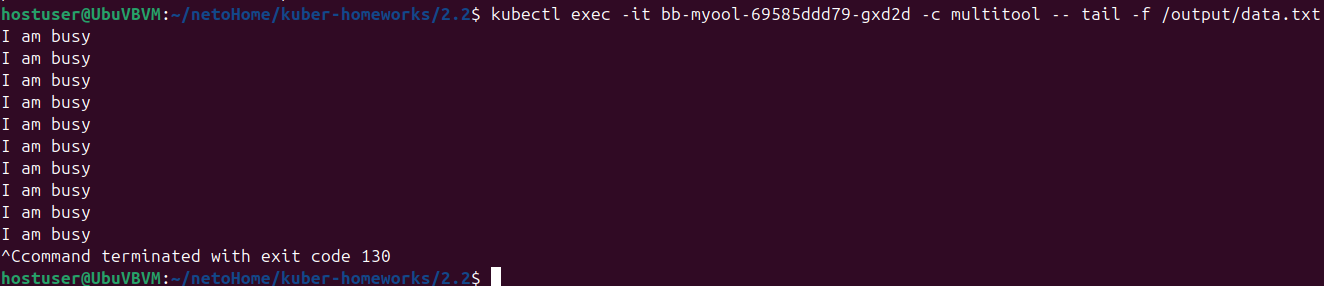 hostuser@UbuVBVM:~/netoHome/kuber-homeworks/2.2$ kubectl exec -it bb-myool-69585ddd79-gxd2d -c multitool -- tail -f /output/data.txt
I am busy
I am busy
I am busy
I am busy
I am busy
I am busy
I am busy
I am busy
I am busy
I am busy
^Ccommand terminated with exit code 130
hostuser@UbuVBVM:~/netoHome/kuber-homeworks/2.2$